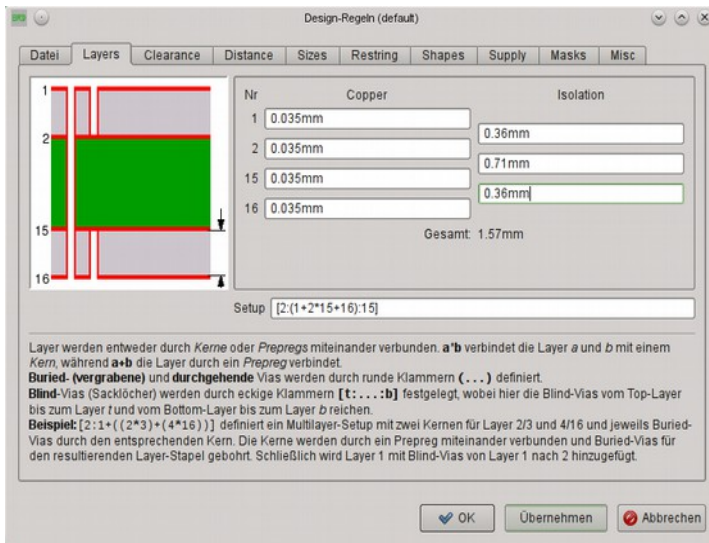 Design-Regeln (default)
Datei Layers Clearance Distance Sizes Restring Shapes Supply Masks Misc
Nr Copper Isolation
1 0.035mm
0.36mm
2 0.035mm
0.71mm
15 0.035mm
0.36mm
16 0.035mm
Gesamt: 1.57mm
1
2
15
16
Setup [2:(1+2*15+16):15]
Layer werden entweder durch Kerne oder Prepregs miteinander verbunden. a*b verbindet die Layer a und b mit einem
Kern, während a+b die Layer durch ein Prepreg verbindet.
Buried- (vergrabene) und durchgehende Vias werden durch runde Klammern (...) definiert.
Blind-Vias (Sacklöcher) werden durch eckige Klammern [t:...:b] festgelegt, wobei hier die Blind-Vias vom Top-Layer
bis zum Layer t und vom Bottom-Layer bis zum Layer b reichen.
Beispiel: [2:1+((2*3)+(4*16))] definiert ein Multilayer-Setup mit zwei Kernen für Layer 2/3 und 4/16 und jeweils Buried-
Vias durch den entsprechenden Kern. Die Kerne werden durch ein Prepreg miteinander verbunden und Buried-Vias für
den resultierenden Layer-Stapel gebohrt. Schließlich wird Layer 1 mit Blind-Vias von Layer 1 nach 2 hinzugefügt.
OK Übernehmen Abbrechen